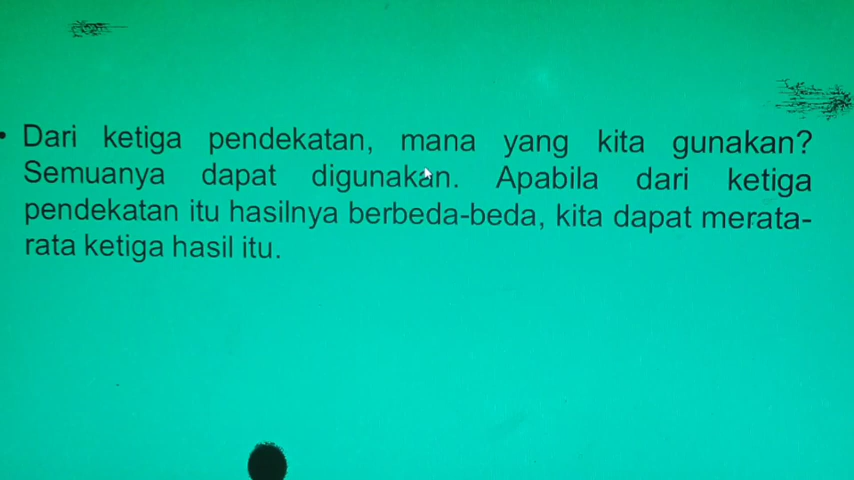 • Dari ketiga pendekatan, mana yang kita gunakan?
Semuanya dapat digunakan. Apabila dari ketiga
pendekatan itu hasilnya berbeda-beda, kita dapat merata-
rata ketiga hasil itu.